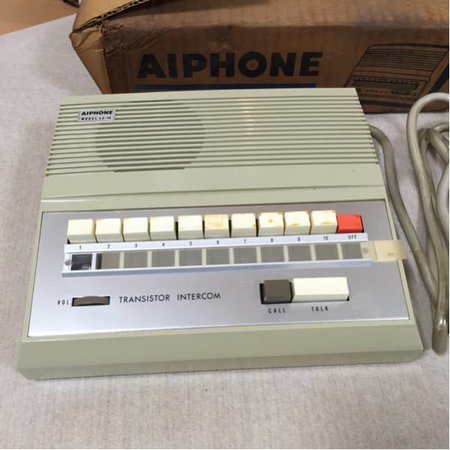 AIPHONE
AIPHONE
1 2 3 4 5 6 7 8 9 10 OFF
VOL
TRANSISTOR INTERCOM
CALL TALK